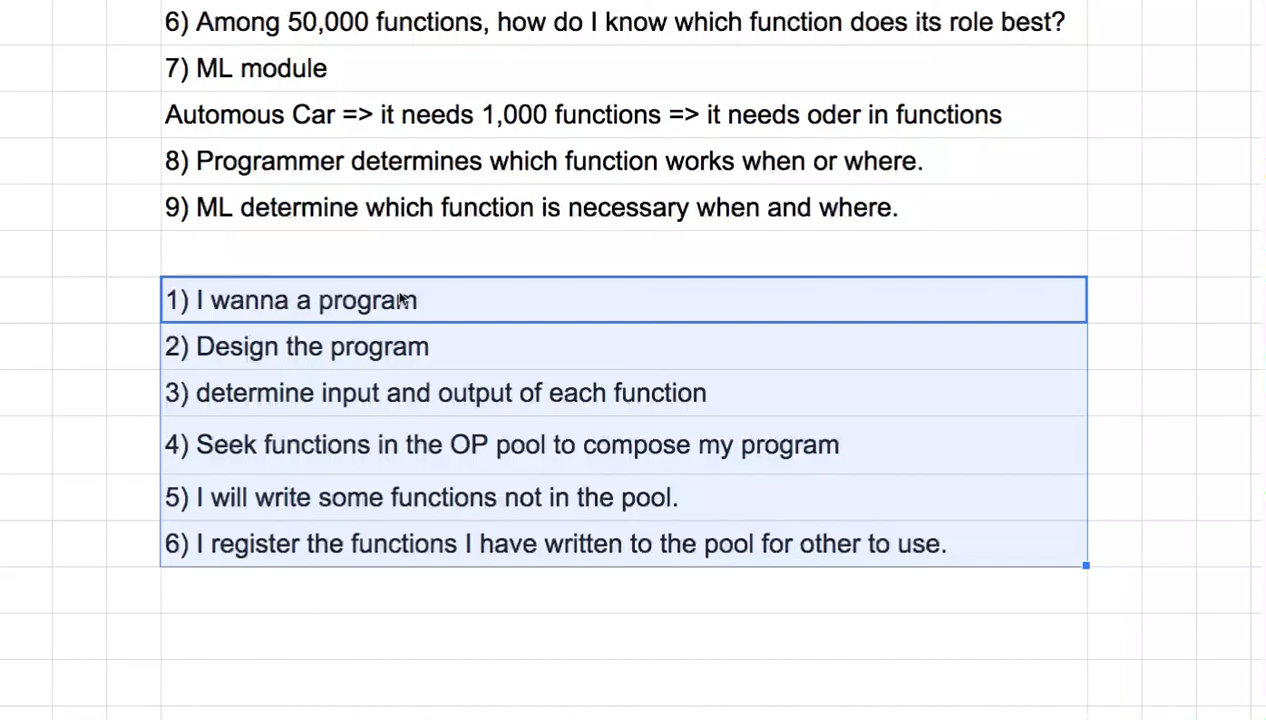 6) Among 50,000 functions, how do I know which function does its role best?
7) ML module
Automous Car => it needs 1,000 functions => it needs oder in functions
8) Programmer determines which function works when or where.
9) ML determine which function is necessary when and where.
1) I wanna a program
2) Design the program
3) determine input and output of each function
4) Seek functions in the OP pool to compose my program
5) I will write some functions not in the pool.
6) I register the functions I have written to the pool for other to use.